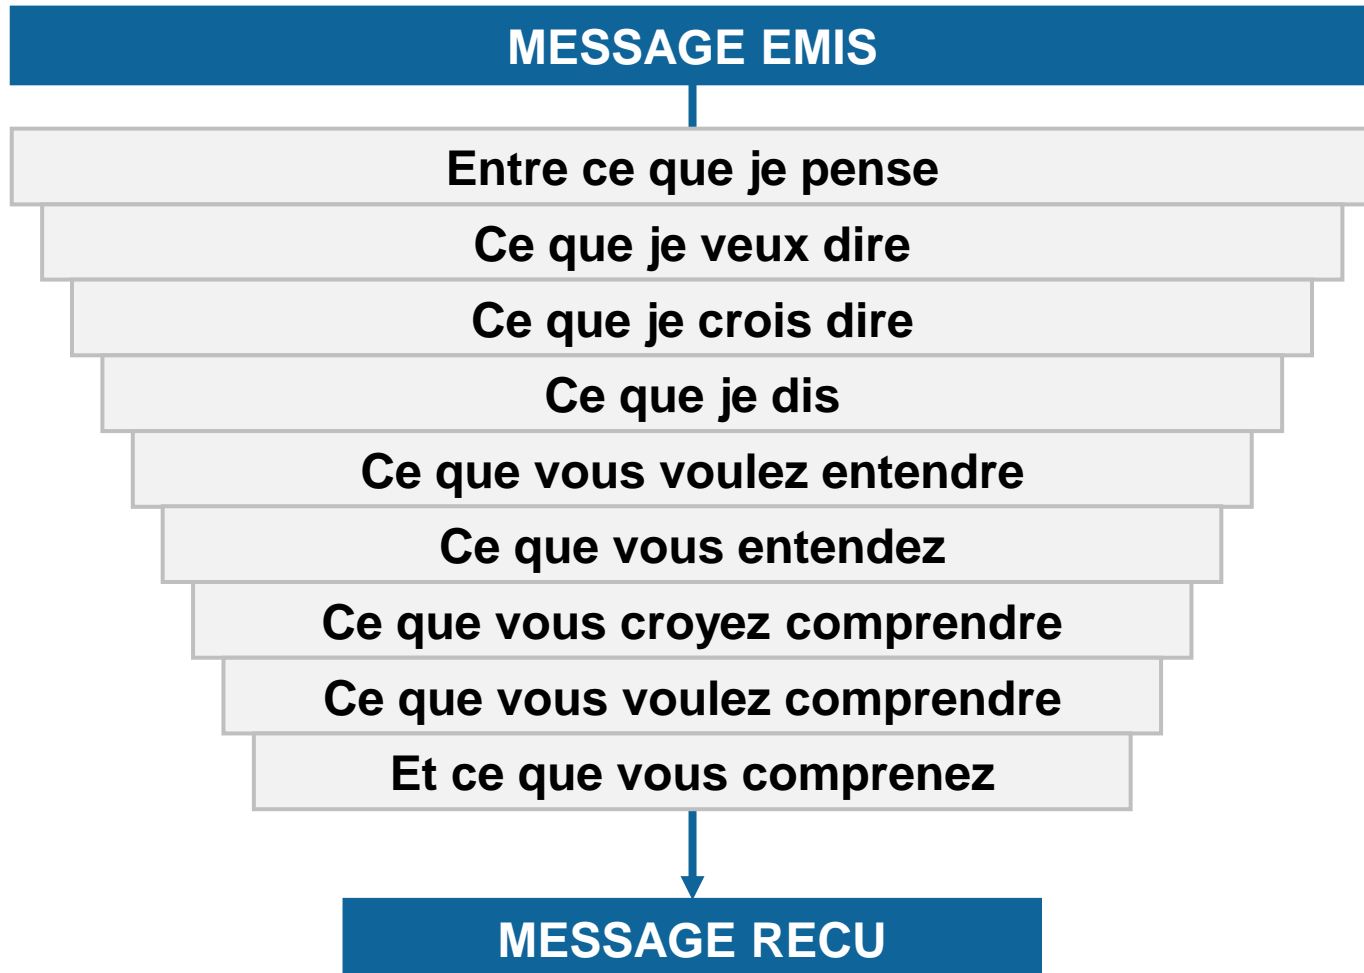 MESSAGE EMIS
Entre ce que je pense
Ce que je veux dire
Ce que je crois dire
Ce que je dis
Ce que vous voulez entendre
Ce que vous entendez
Ce que vous croyez comprendre
Ce que vous voulez comprendre
Et ce que vous comprenez
MESSAGE RECU